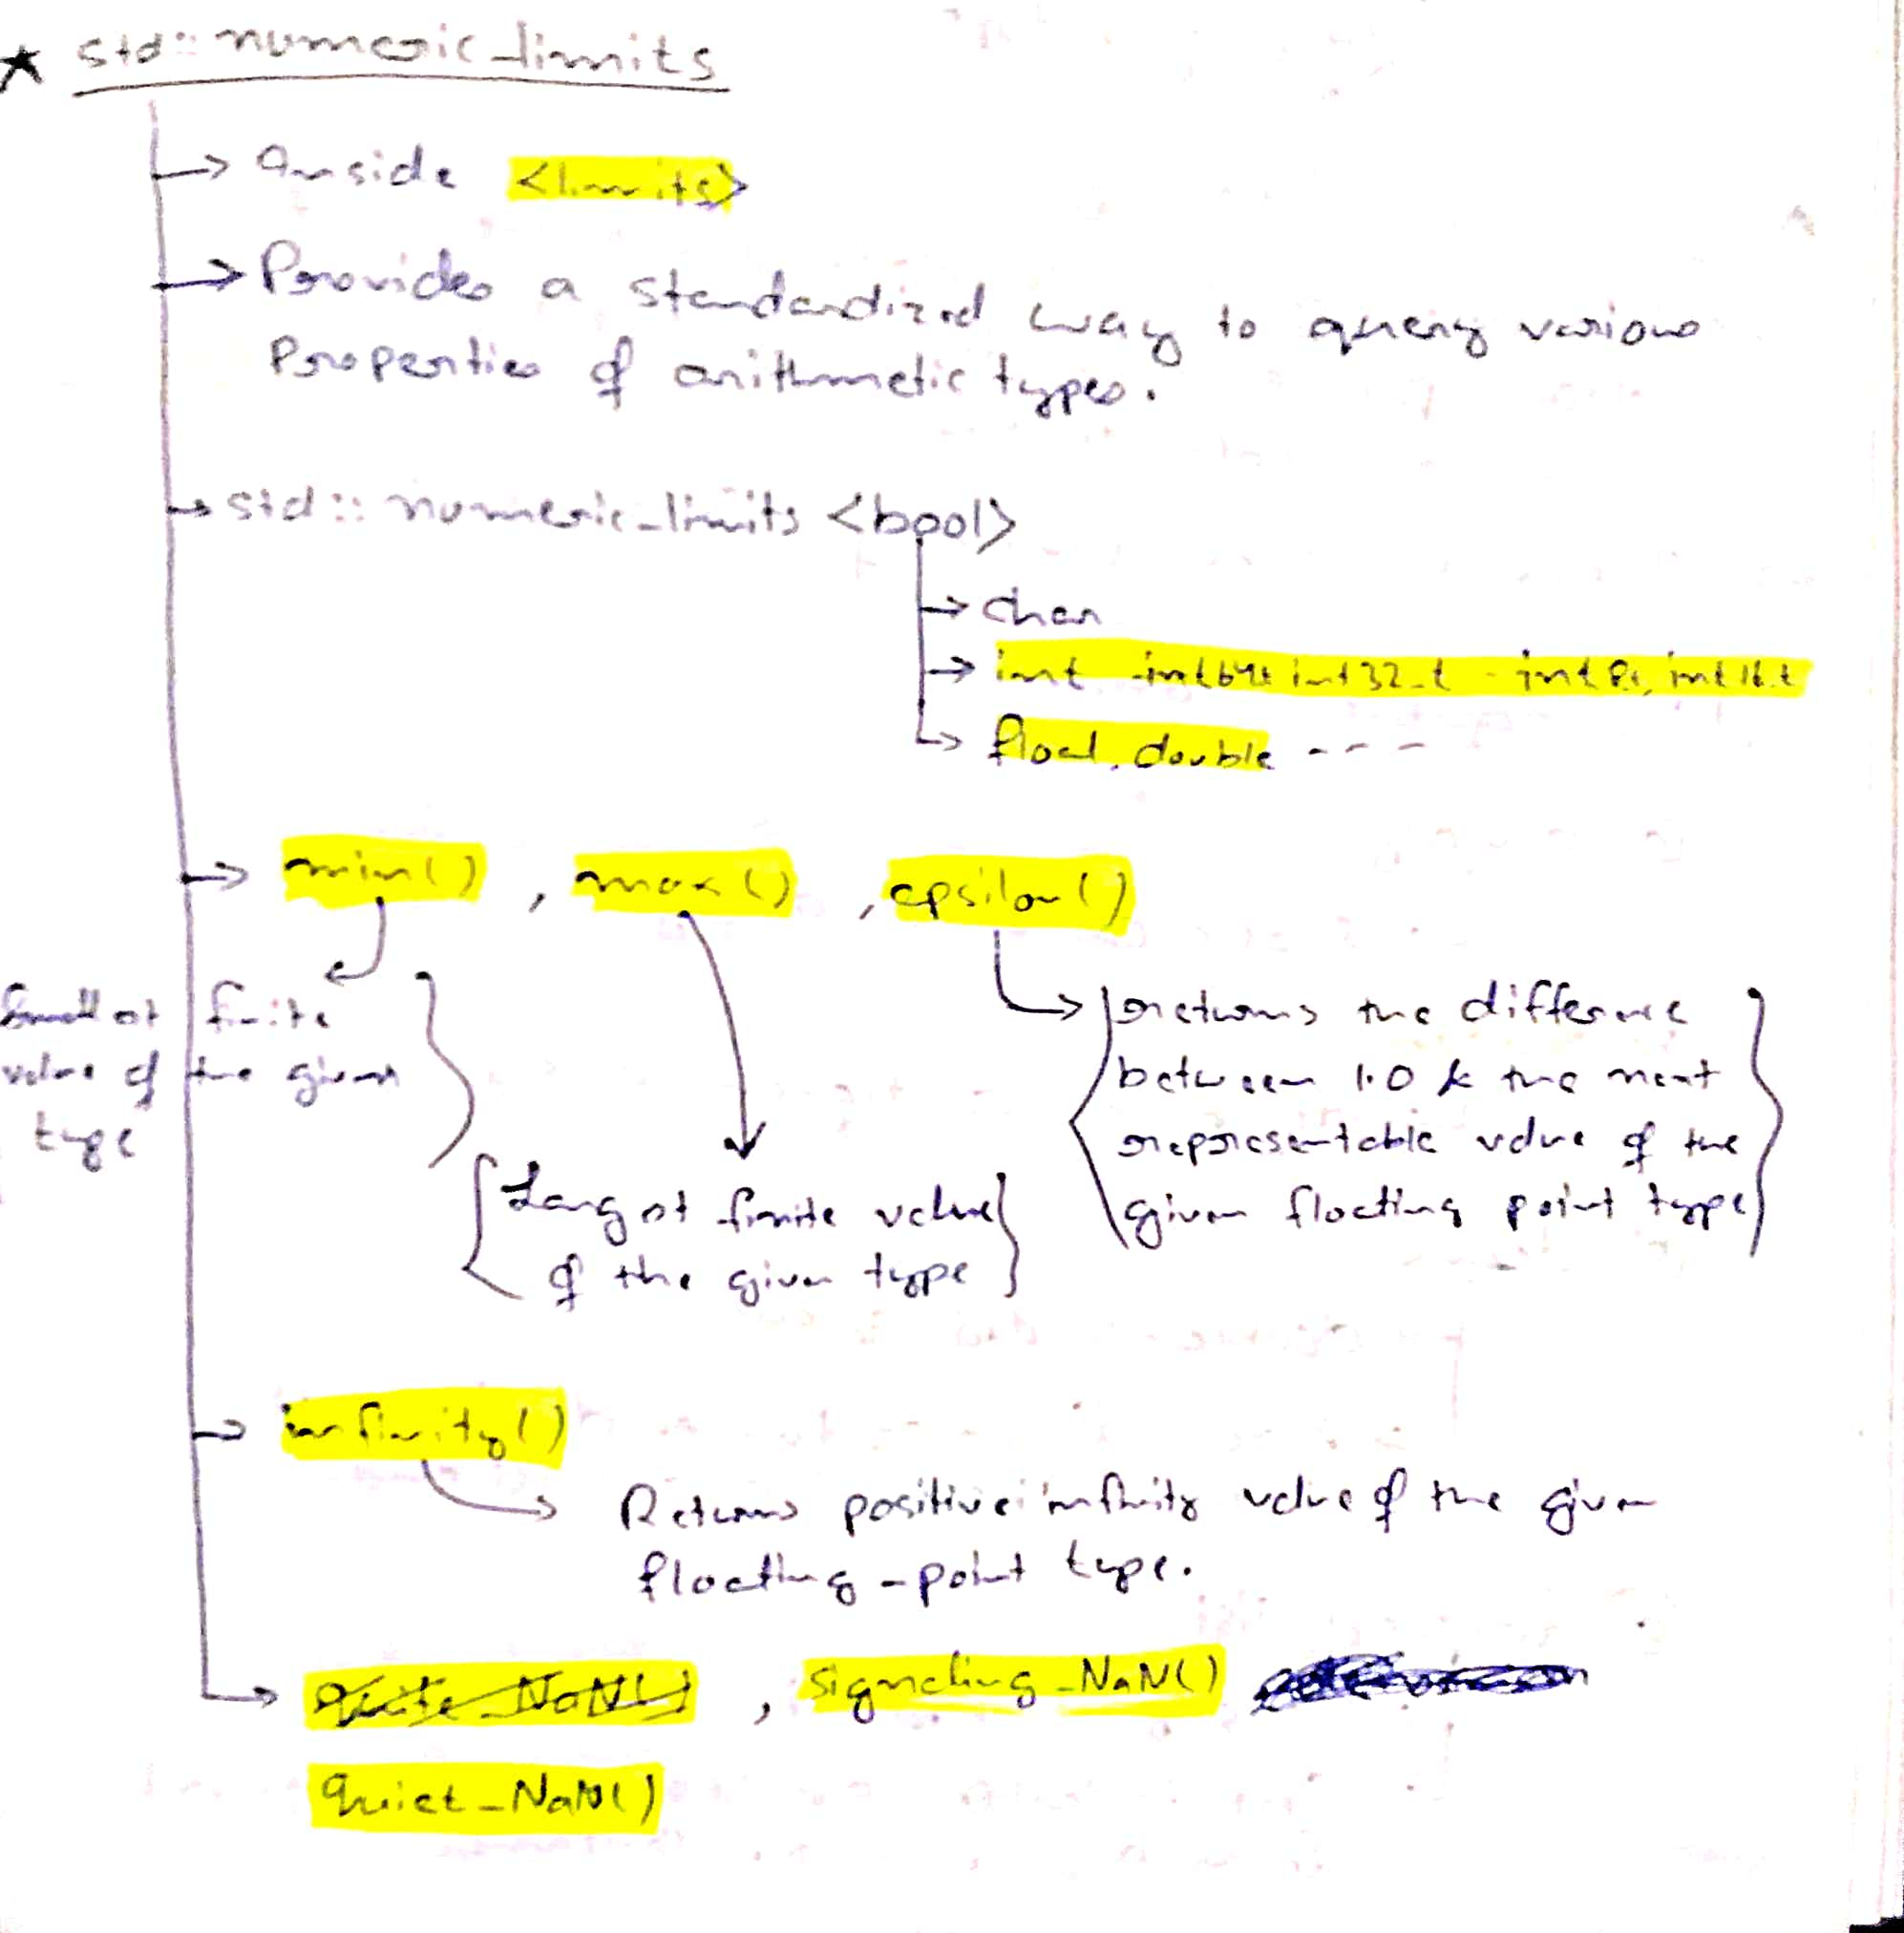 ★ std::numeric_limits
→ Inside <limits>
→ Provides a standardized way to query various
Properties of arithmetic types.
→ std::numeric_limits <bool>
→ char
→ int int64t int32_t - int8t, int16_t
→ float, double - - -
→ min() , max() , epsilon()
Smallest finite
value of the given
type
Largest finite value
of the given type
returns the difference
between 1.0 & the next
representable value of the
given floating point type
→ infinity()
→ Returns positive infinity value of the given
floating-point type.
→ Quite_NaN() , signaling_NaN()
Quiet_NaN()